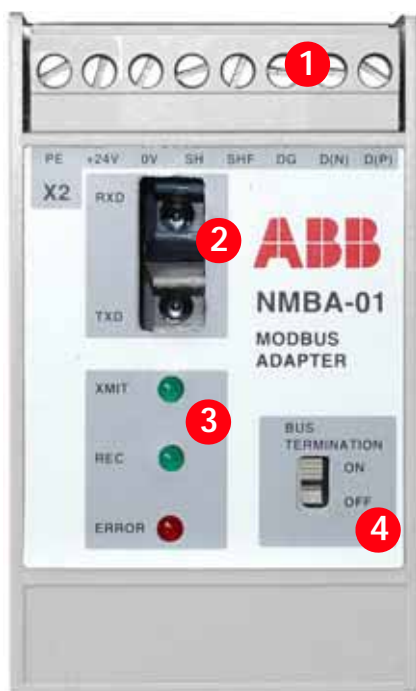 1
PE +24V 0V SH SHF DG D(N) D(P)
X2
RXD
2
ABB
TXD
NMBA-01
MODBUS
ADAPTER
XMIT
3
REC
ERROR
BUS
TERMINATION
ON
OFF
4